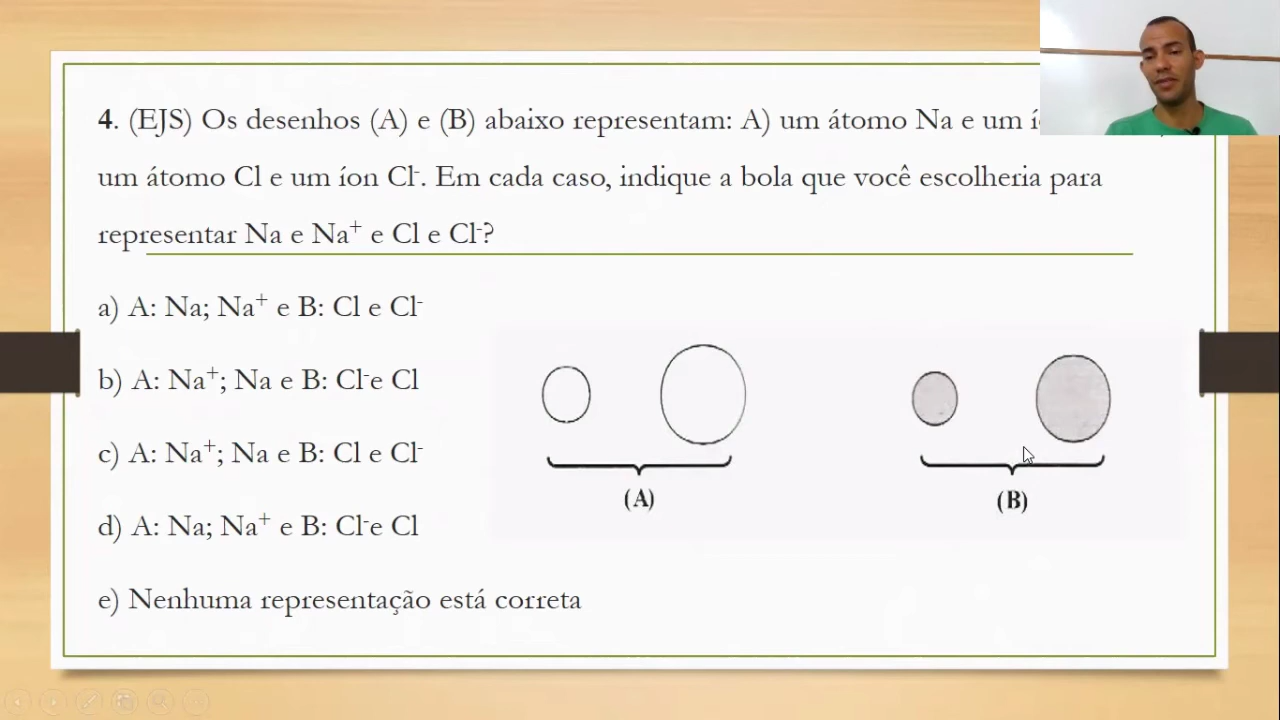 4. (EJS) Os desenhos (A) e (B) abaixo representam: A) um átomo Na e um
um átomo Cl e um íon Cl⁻. Em cada caso, indique a bola que você escolheria para
representar Na e Na⁺ e Cl e Cl⁻?
a) A: Na; Na⁺ e B: Cl e Cl⁻
b) A: Na⁺; Na e B: Cl⁻e Cl
c) A: Na⁺; Na e B: Cl e Cl⁻
d) A: Na; Na⁺ e B: Cl⁻e Cl
e) Nenhuma representação está correta
(A)
(B)